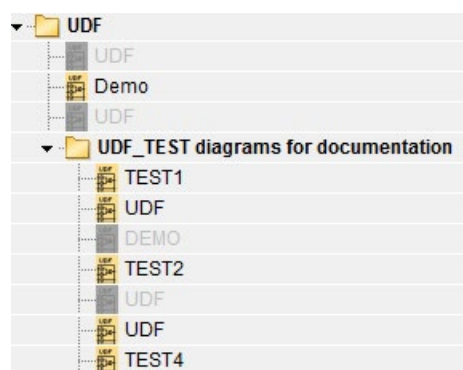 UDF
UDF
Demo
UDF
UDF_TEST diagrams for documentation
TEST1
UDF
DEMO
TEST2
UDF
UDF
TEST4